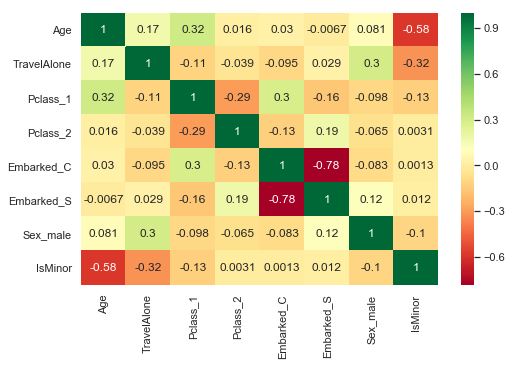 Age 1 0.17 0.32 0.016 0.03 -0.0067 0.081 -0.58
TravelAlone 0.17 1 -0.11 -0.039 -0.095 0.029 0.3 -0.32
Pclass_1 0.32 -0.11 1 -0.29 0.3 -0.16 -0.098 -0.13
Pclass_2 0.016 -0.039 -0.29 1 -0.13 0.19 -0.065 0.0031
Embarked_C 0.03 -0.095 0.3 -0.13 1 -0.78 -0.083 0.0013
Embarked_S -0.0067 0.029 -0.16 0.19 -0.78 1 0.12 0.012
Sex_male 0.081 0.3 -0.098 -0.065 -0.083 0.12 1 -0.1
IsMinor -0.58 -0.32 -0.13 0.0031 0.0013 0.012 -0.1 1
Age TravelAlone Pclass_1 Pclass_2 Embarked_C Embarked_S Sex_male IsMinor
0.9
0.6
0.3
0.0
-0.3
-0.6